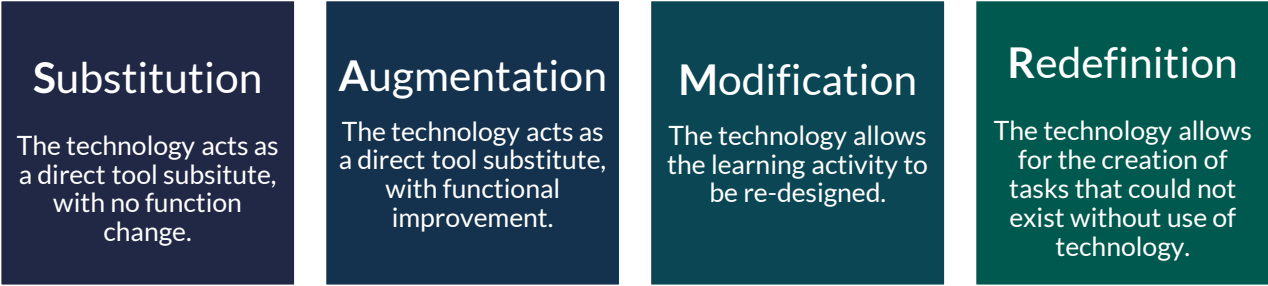 Substitution
The technology acts as
a direct tool subsitute,
with no function
change.
Augmentation
The technology acts as
a direct tool substitute,
with functional
improvement.
Modification
The technology allows
the learning activity to
be re-designed.
Redefinition
The technology allows
for the creation of
tasks that could not
exist without use of
technology.